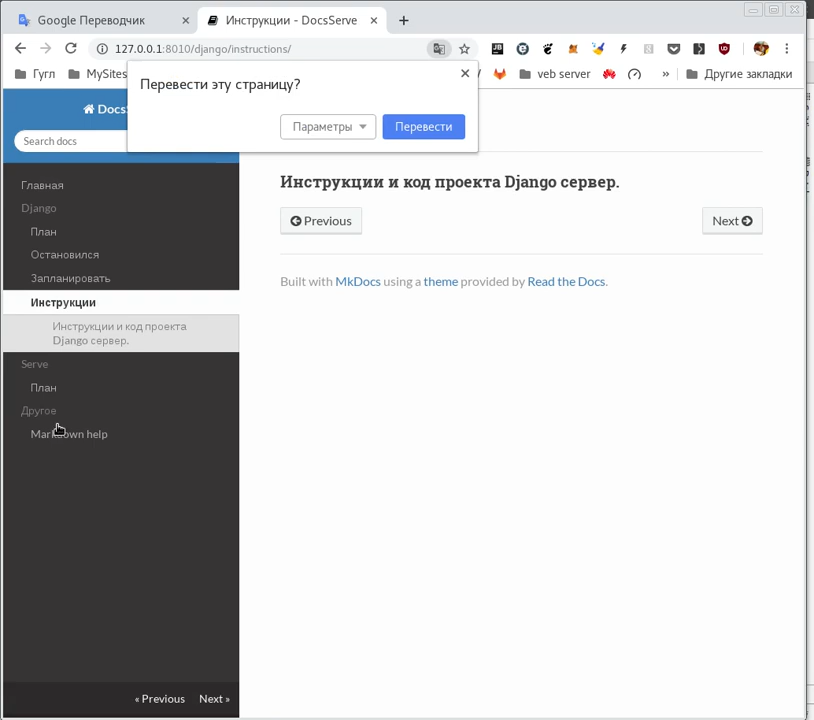 Google Переводчик
Инструкции - DocsServe
127.0.0.1:8010/django/instructions/
Гугл
MySites
veb server
»
Другие закладки
Перевести эту страницу?
Параметры
Перевести
Search docs
Главная
Django
План
Остановился
Запланировать
Инструкции
Инструкции и код проекта
Django сервер.
Serve
План
Другое
Markdown help
« Previous Next »
Инструкции и код проекта Django сервер.
Previous
Next
Built with MkDocs using a theme provided by Read the Docs.